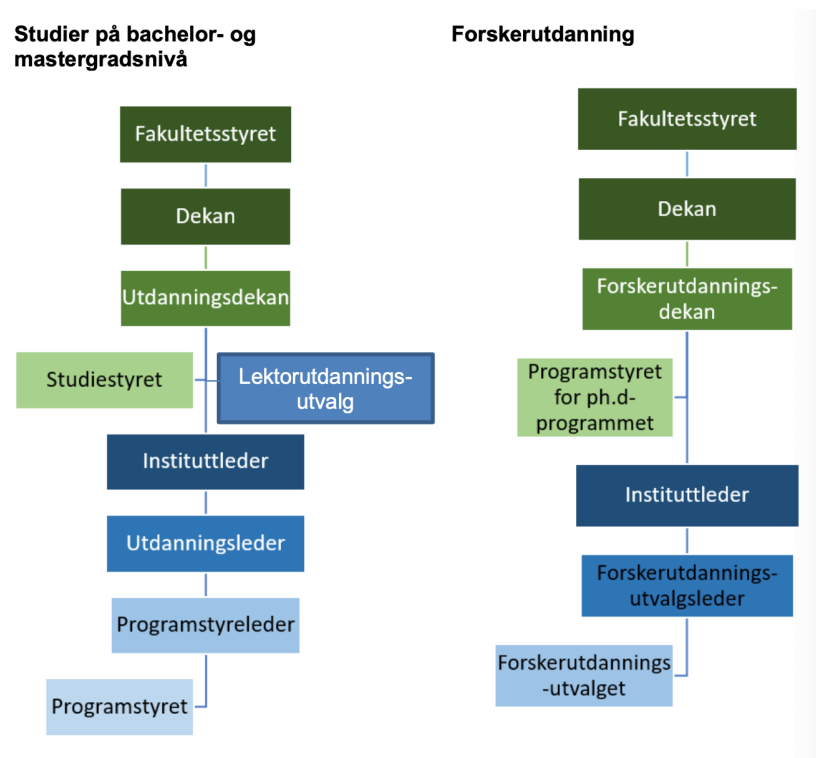 Studier på bachelor- og
mastergradsnivå
Fakultetsstyret
Dekan
Utdanningsdekan
Studiestyret
Lektorutdannings-
utvalg
Instituttleder
Utdanningsleder
Programstyreleder
Programstyret
Forskerutdanning
Fakultetsstyret
Dekan
Forskerutdannings-
dekan
Programstyret
for ph.d-
programmet
Instituttleder
Forskerutdannings-
utvalgsleder
Forskerutdannings
-utvalget